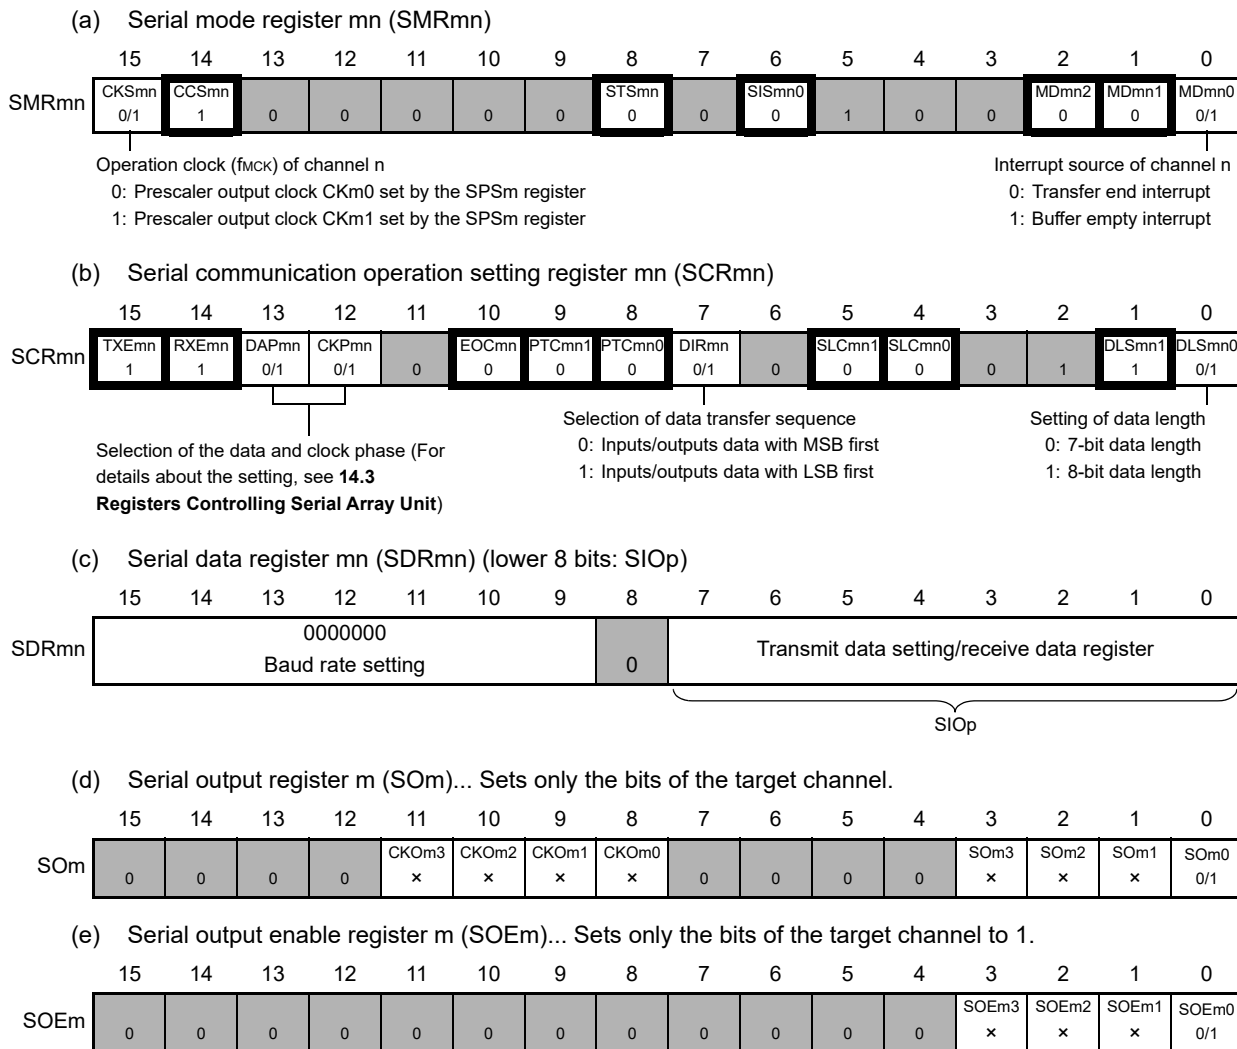 (a) Serial mode register mn (SMRmn)
15 14 13 12 11 10 9 8 7 6 5 4 3 2 1 0
SMRmn CKSmn CCSmn STSmn SISmn0 MDmn2 MDmn1 MDmn0
0/1 1 0 0 0 0 0 0 0 0 1 0 0 0 0 0/1
Operation clock (fMCK) of channel n
0: Prescaler output clock CKm0 set by the SPSm register
1: Prescaler output clock CKm1 set by the SPSm register
Interrupt source of channel n
0: Transfer end interrupt
1: Buffer empty interrupt
(b) Serial communication operation setting register mn (SCRmn)
15 14 13 12 11 10 9 8 7 6 5 4 3 2 1 0
SCRmn TXEmn RXEmn DAPmn CKPmn EOCmn PTCmn1 PTCmn0 DIRmn SLCmn1 SLCmn0 DLSmn1 DLSmn0
1 1 0/1 0/1 0 0 0 0 0/1 0 0 0 0 1 1 0/1
Selection of the data and clock phase (For
details about the setting, see 14.3
Registers Controlling Serial Array Unit)
Selection of data transfer sequence
0: Inputs/outputs data with MSB first
1: Inputs/outputs data with LSB first
Setting of data length
0: 7-bit data length
1: 8-bit data length
(c) Serial data register mn (SDRmn) (lower 8 bits: SIOp)
15 14 13 12 11 10 9 8 7 6 5 4 3 2 1 0
SDRmn 0000000
Baud rate setting
0
Transmit data setting/receive data register
SIOp
(d) Serial output register m (SOm)... Sets only the bits of the target channel.
15 14 13 12 11 10 9 8 7 6 5 4 3 2 1 0
SOm CKOm3 CKOm2 CKOm1 CKOm0 SOm3 SOm2 SOm1 SOm0
0 0 0 0 × × × × 0 0 0 0 × × × 0/1
(e) Serial output enable register m (SOEm)... Sets only the bits of the target channel to 1.
15 14 13 12 11 10 9 8 7 6 5 4 3 2 1 0
SOEm SOEm3 SOEm2 SOEm1 SOEm0
0 0 0 0 0 0 0 0 0 0 0 0 × × × 0/1